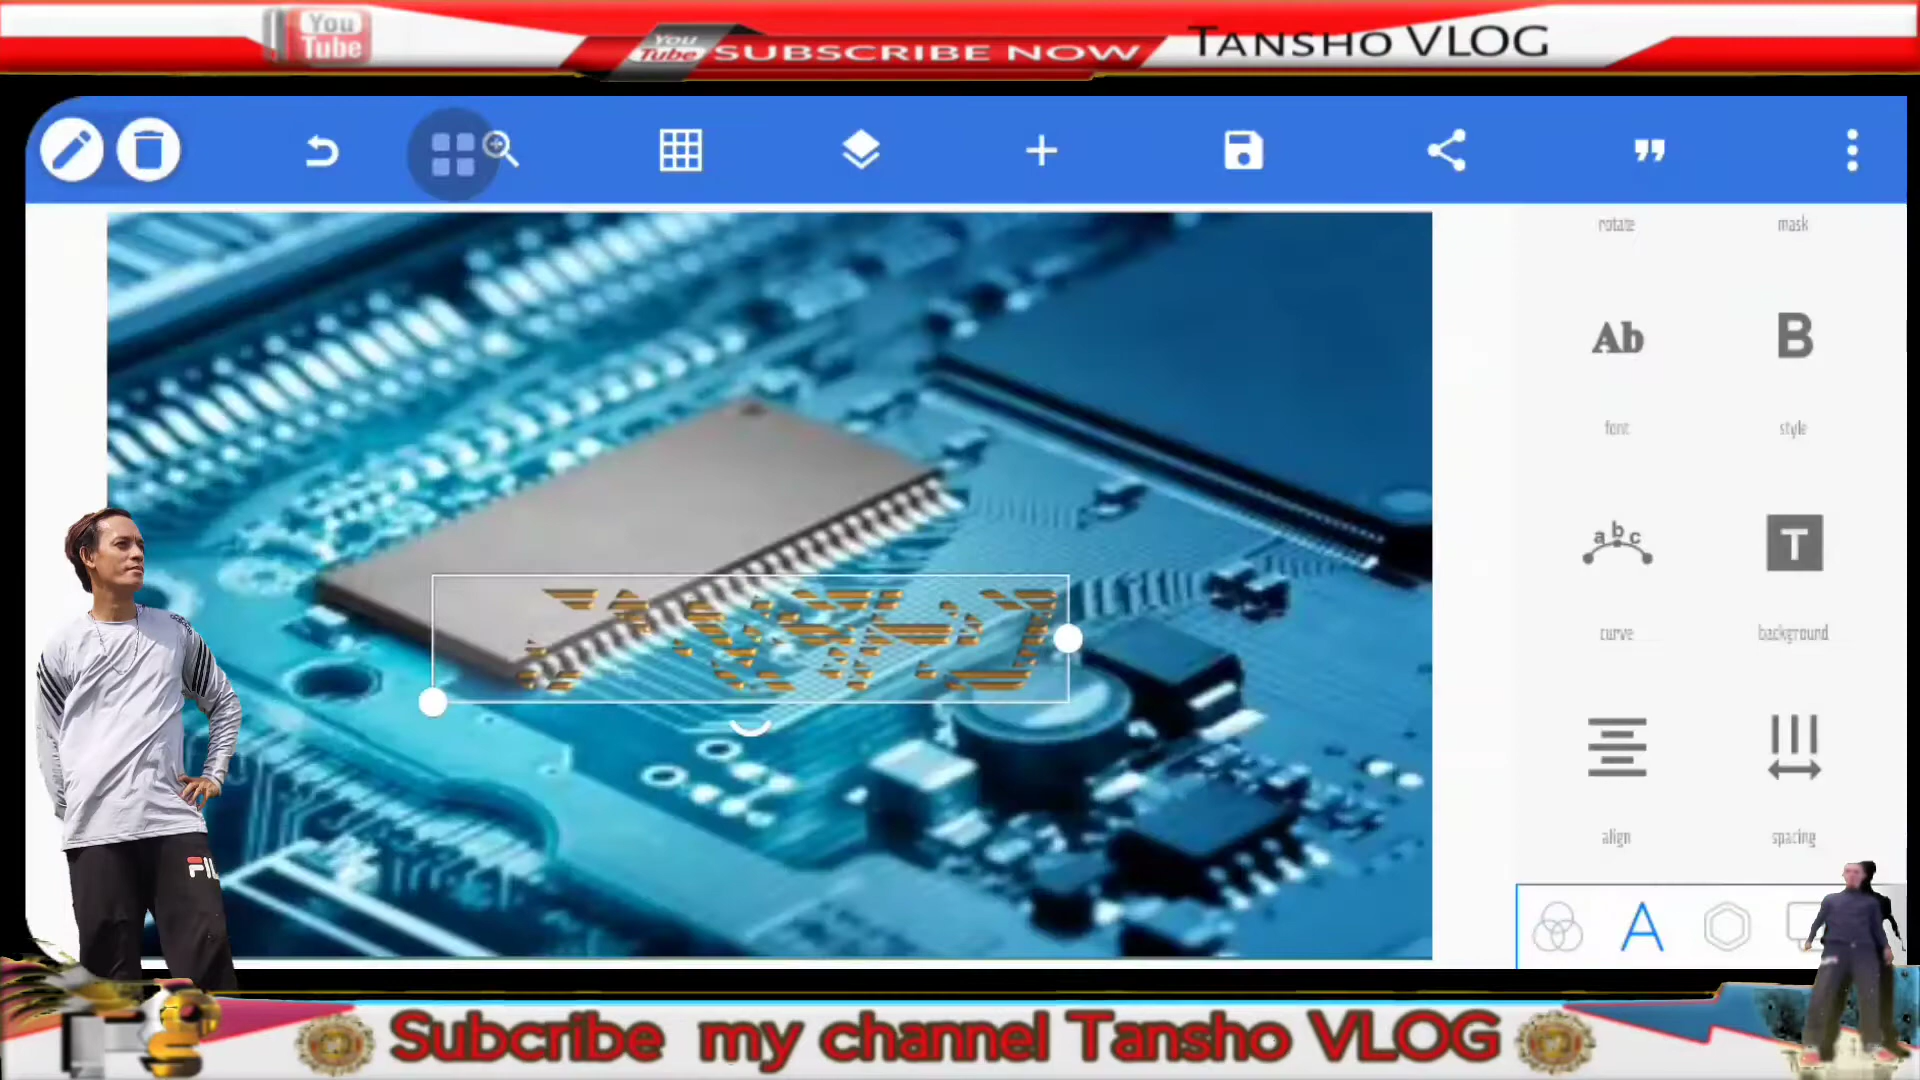 You
Tube
You
Tube SUBSCRIBE NOW
TANSHO VLOG
rotate
mask
Ab
B
font
style
abc
T
curve
background
align
spacing
A
FIL
Subcribe my channel Tansho VLOG